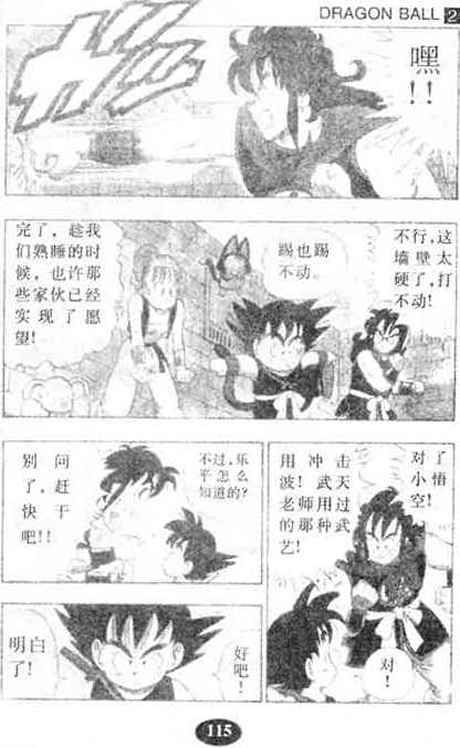 DRAGON BALL 2
嘿!!
ガッ
不行,这
墙壁太
硬了,打
不动!
踢也踢
不动。
完了,趁我
们熟睡的时
候,也许那
些家伙已经
实现了愿
望!
对了
小悟
空!
用冲击
波!武天
老师用过
的那种武
艺!
对!
不过,乐
平怎么
知道的?
别问
了,赶
快干
吧!!
好吧!
明白
了!
115